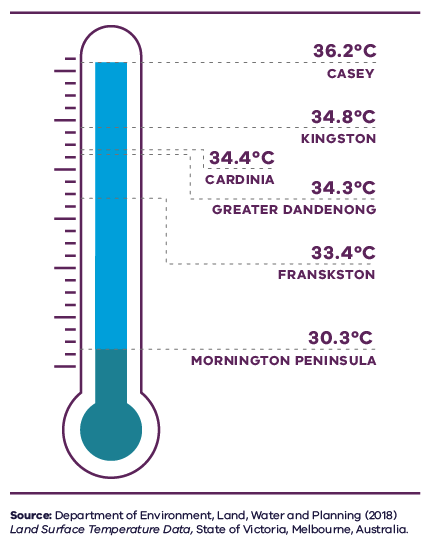 36.2°C
CASEY
34.8°C
KINGSTON
34.4°C
CARDINIA
34.3°C
GREATER DANDENONG
33.4°C
FRANSKSTON
30.3°C
MORNINGTON PENINSULA
Source: Department of Environment, Land, Water and Planning (2018)
Land Surface Temperature Data, State of Victoria, Melbourne, Australia.